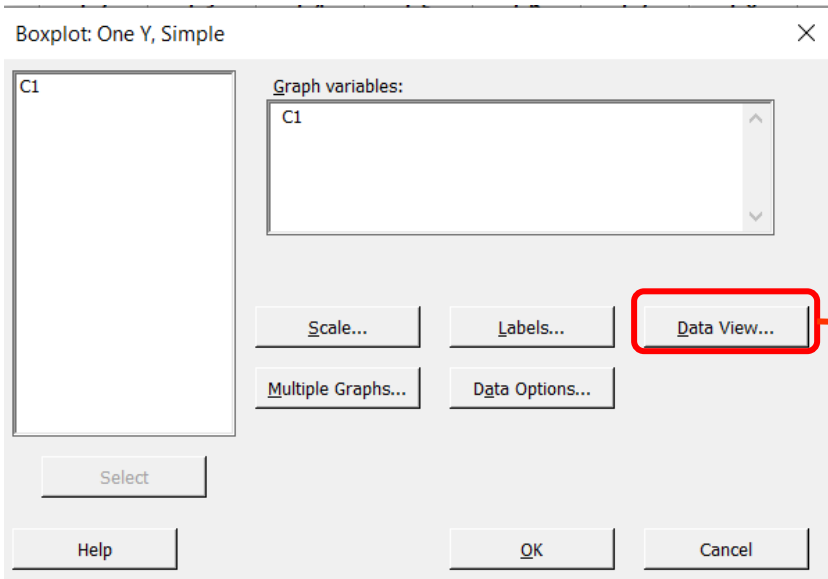 Boxplot: One Y, Simple
C1
Graph variables:
C1
Scale...
Labels...
Data View...
Multiple Graphs...
Data Options...
Select
Help
OK
Cancel